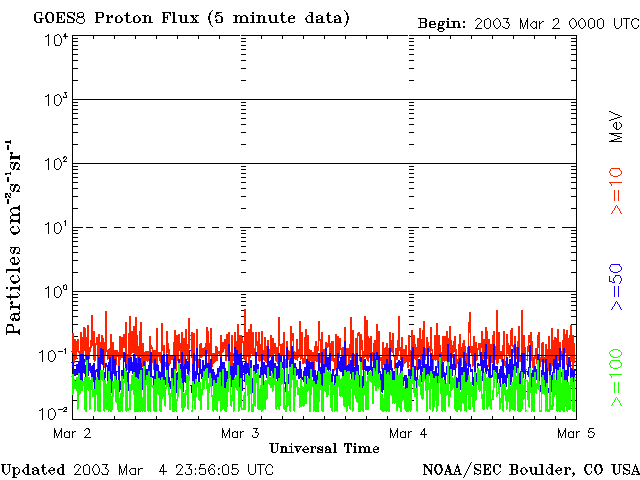 GOES8 Proton Flux (5 minute data)
Begin: 2003 Mar 2 0000 UTC
Particles cm⁻²s⁻¹sr⁻¹
10⁴
10³
10²
10¹
10⁰
10⁻¹
10⁻²
Mar 2
Mar 3
Mar 4
Mar 5
Universal Time
MeV
>=10
>=50
>=100
Updated 2003 Mar 4 23:56:05 UTC
NOAA/SEC Boulder, CO USA